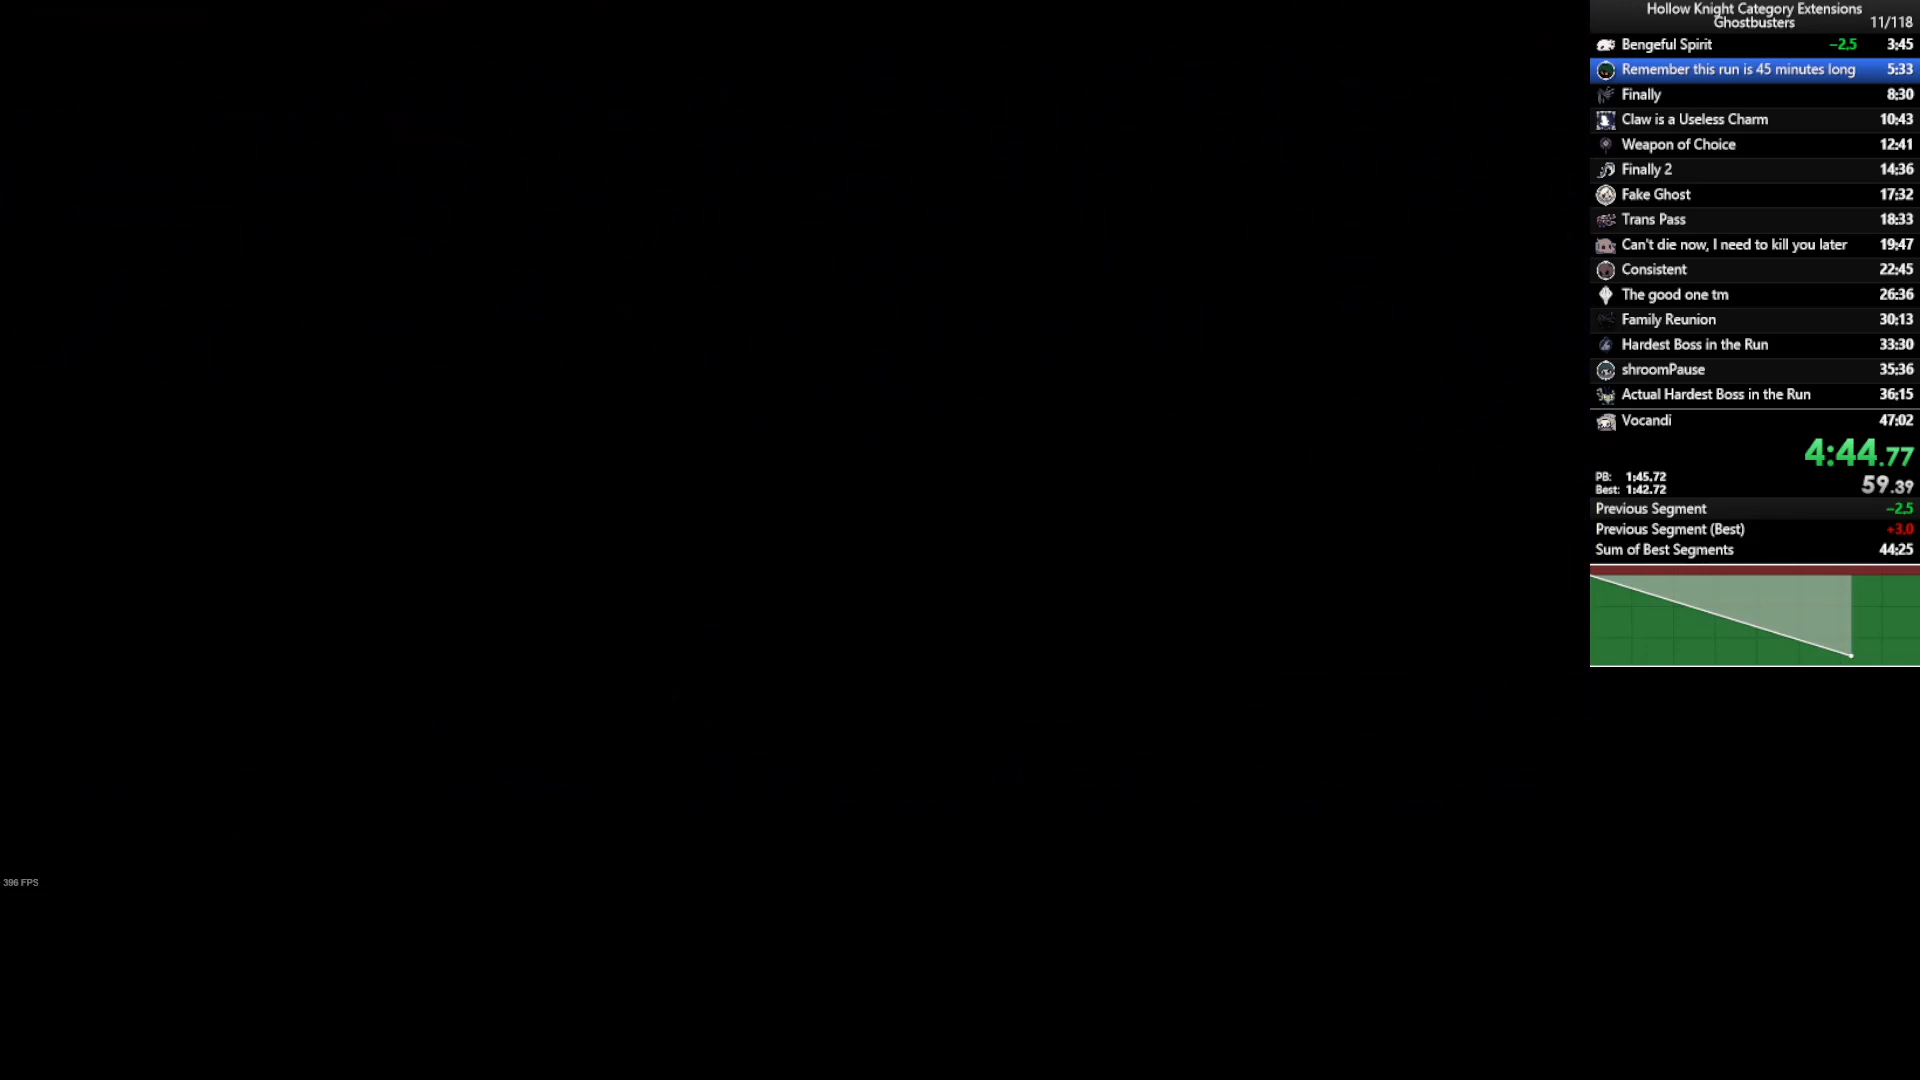 Hollow Knight Category Extensions
Ghostbusters 11/118
Bengeful Spirit −2.5 3:45
Remember this run is 45 minutes long 5:33
Finally 8:30
Claw is a Useless Charm 10:43
Weapon of Choice 12:41
Finally 2 14:36
Fake Ghost 17:32
Trans Pass 18:33
Can't die now, I need to kill you later 19:47
Consistent 22:45
The good one tm 26:36
Family Reunion 30:13
Hardest Boss in the Run 33:30
shroomPause 35:36
Actual Hardest Boss in the Run 36:15
Vocandi 47:02
4:44.77
PB: 1:45.72
Best: 1:42.72
59.39
Previous Segment −2.5
Previous Segment (Best) +3.0
Sum of Best Segments 44:25
396 FPS